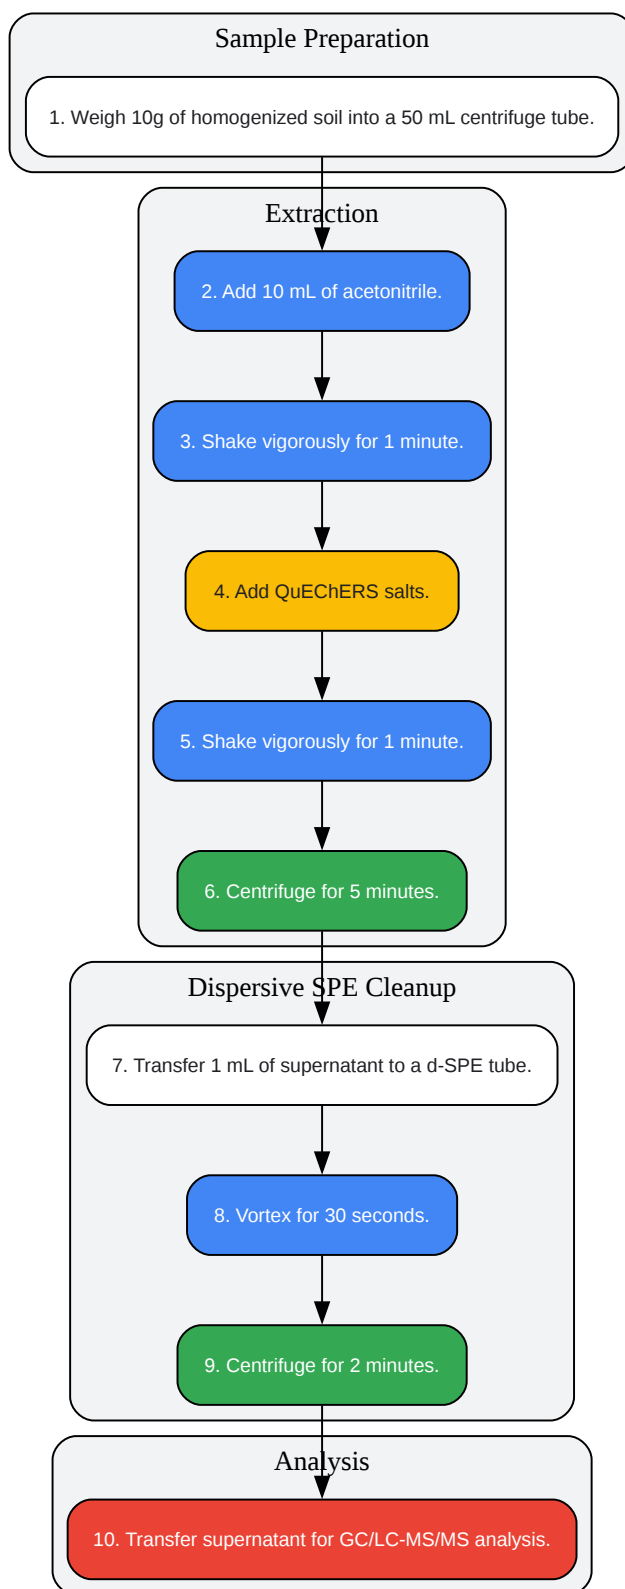 Sample Preparation
1. Weigh 10g of homogenized soil into a 50 mL centrifuge tube.
Extraction
2. Add 10 mL of acetonitrile.
3. Shake vigorously for 1 minute.
4. Add QuEChERS salts.
5. Shake vigorously for 1 minute.
6. Centrifuge for 5 minutes.
Dispersive SPE Cleanup
7. Transfer 1 mL of supernatant to a d-SPE tube.
8. Vortex for 30 seconds.
9. Centrifuge for 2 minutes.
Analysis
10. Transfer supernatant for GC/LC-MS/MS analysis.